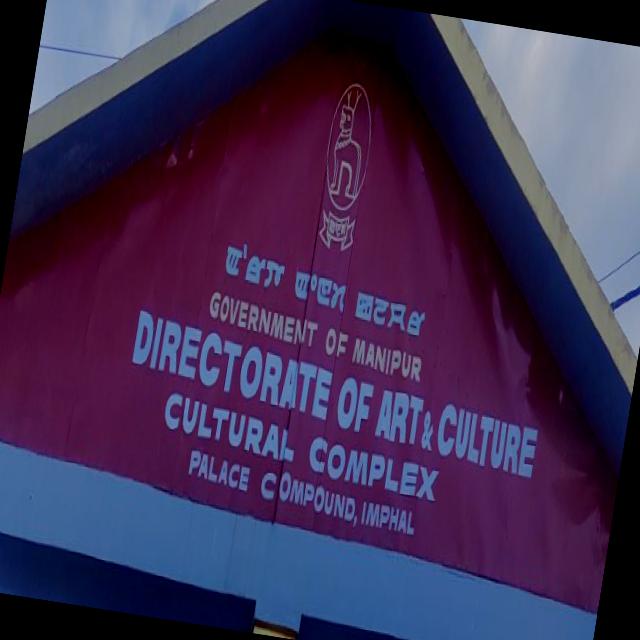 GOVERNMENT OF MANIPUR
DIRECTORATE OF ART & CULTURE
CULTURAL COMPLEX
PALACE COMPOUND, IMPHAL